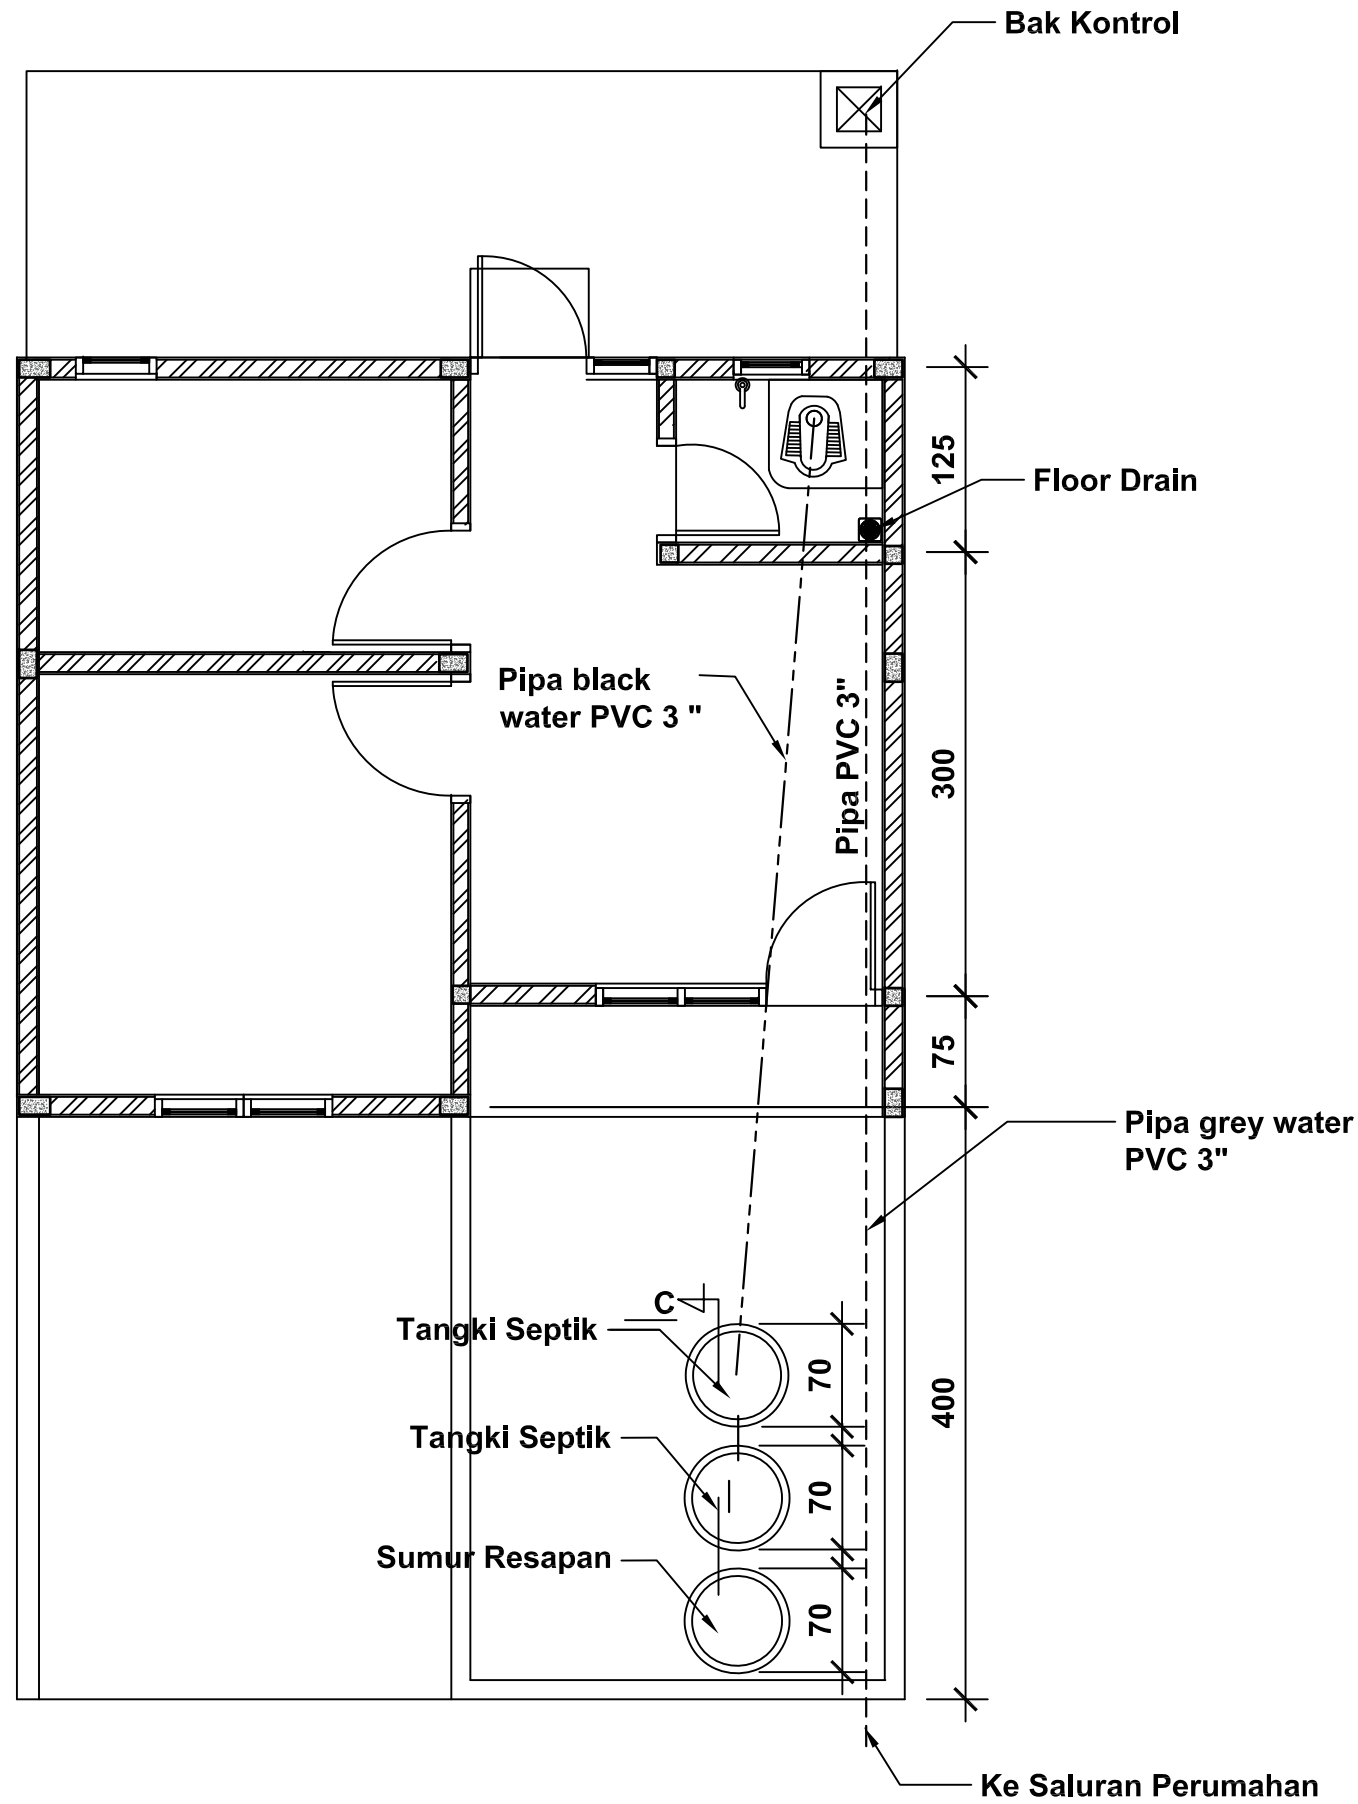 Bak Kontrol
125
Floor Drain
Pipa black
water PVC 3 "
Pipa PVC 3"
300
75
Pipa grey water
PVC 3"
C
Tangki Septik
70
400
Tangki Septik
70
Sumur Resapan
70
Ke Saluran Perumahan